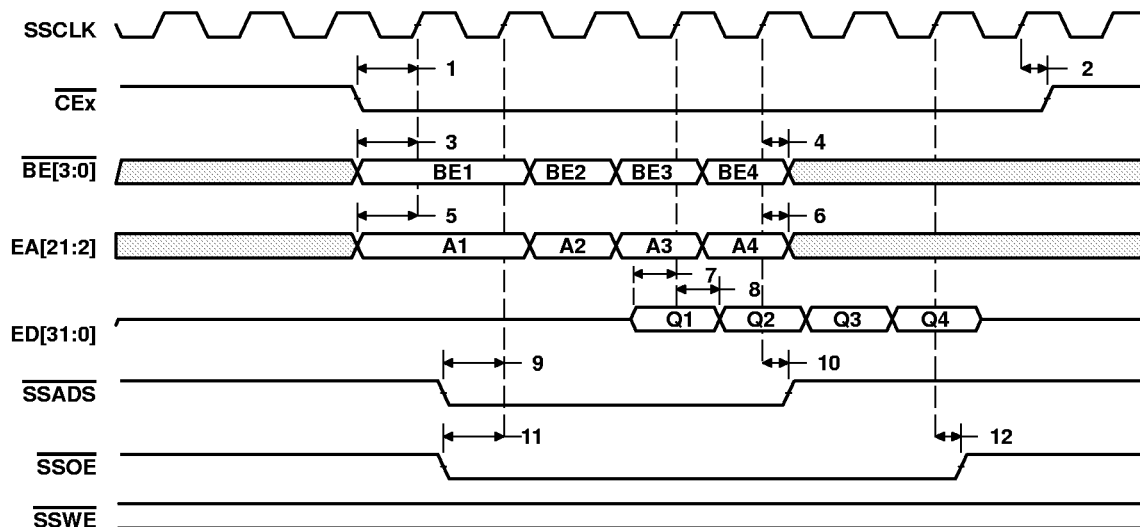 SSCLK
1 2
CEx
3 4
BE[3:0] BE1 BE2 BE3 BE4
5 6
EA[21:2] A1 A2 A3 A4
7 8
ED[31:0] Q1 Q2 Q3 Q4
9 10
SSADS
11 12
SSOE
SSWE